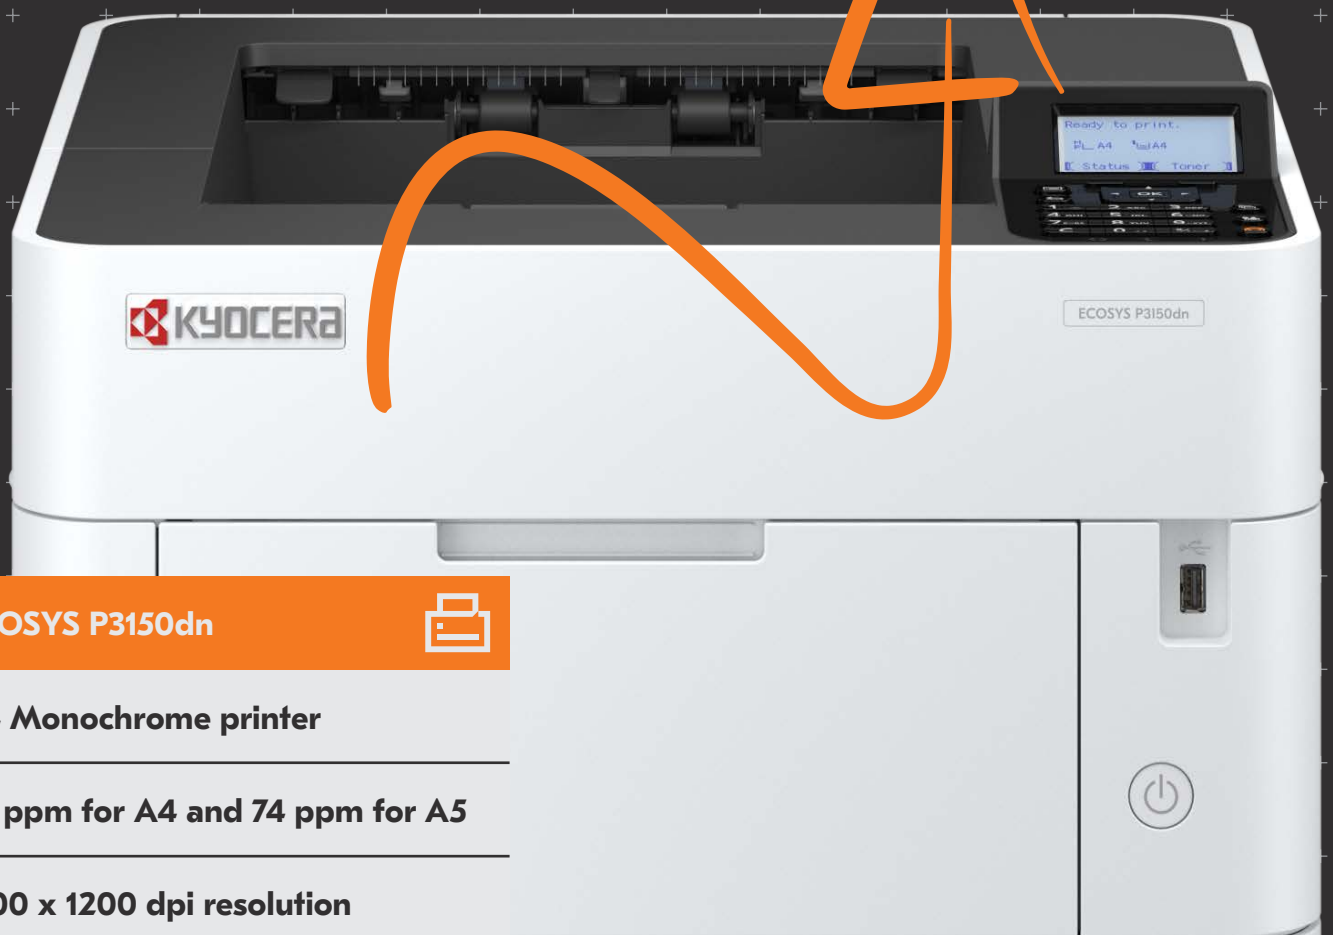 Ready to print.
A4 A4
Status Toner
OK
KYOCERA
ECOSYS P3150dn
OSYS P3150dn
Monochrome printer
ppm for A4 and 74 ppm for A5
00 x 1200 dpi resolution